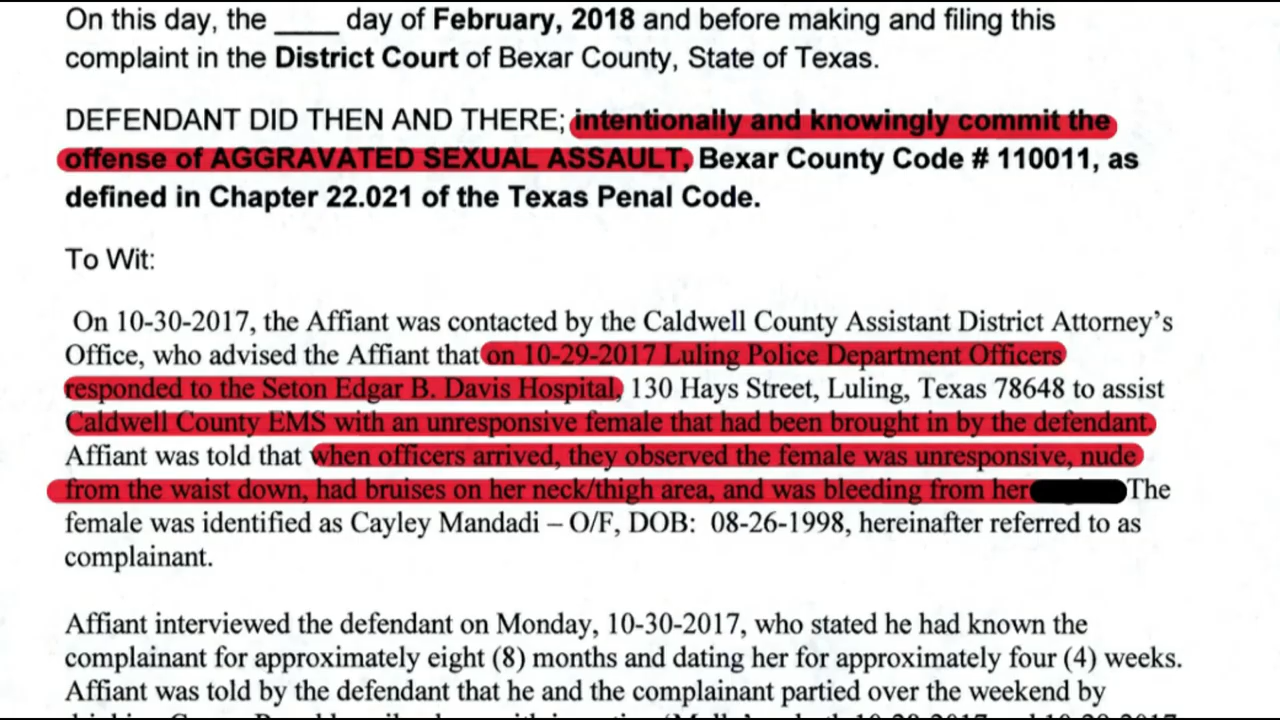 On this day, the ____ day of February, 2018 and before making and filing this
complaint in the District Court of Bexar County, State of Texas.
DEFENDANT DID THEN AND THERE; intentionally and knowingly commit the
offense of AGGRAVATED SEXUAL ASSAULT, Bexar County Code # 110011, as
defined in Chapter 22.021 of the Texas Penal Code.
To Wit:
On 10-30-2017, the Affiant was contacted by the Caldwell County Assistant District Attorney's
Office, who advised the Affiant that on 10-29-2017 Luling Police Department Officers
responded to the Seton Edgar B. Davis Hospital, 130 Hays Street, Luling, Texas 78648 to assist
Caldwell County EMS with an unresponsive female that had been brought in by the defendant.
Affiant was told that when officers arrived, they observed the female was unresponsive, nude
from the waist down, had bruises on her neck/thigh area, and was bleeding from her The
female was identified as Cayley Mandadi – O/F, DOB: 08-26-1998, hereinafter referred to as
complainant.
Affiant interviewed the defendant on Monday, 10-30-2017, who stated he had known the
complainant for approximately eight (8) months and dating her for approximately four (4) weeks.
Affiant was told by the defendant that he and the complainant partied over the weekend by